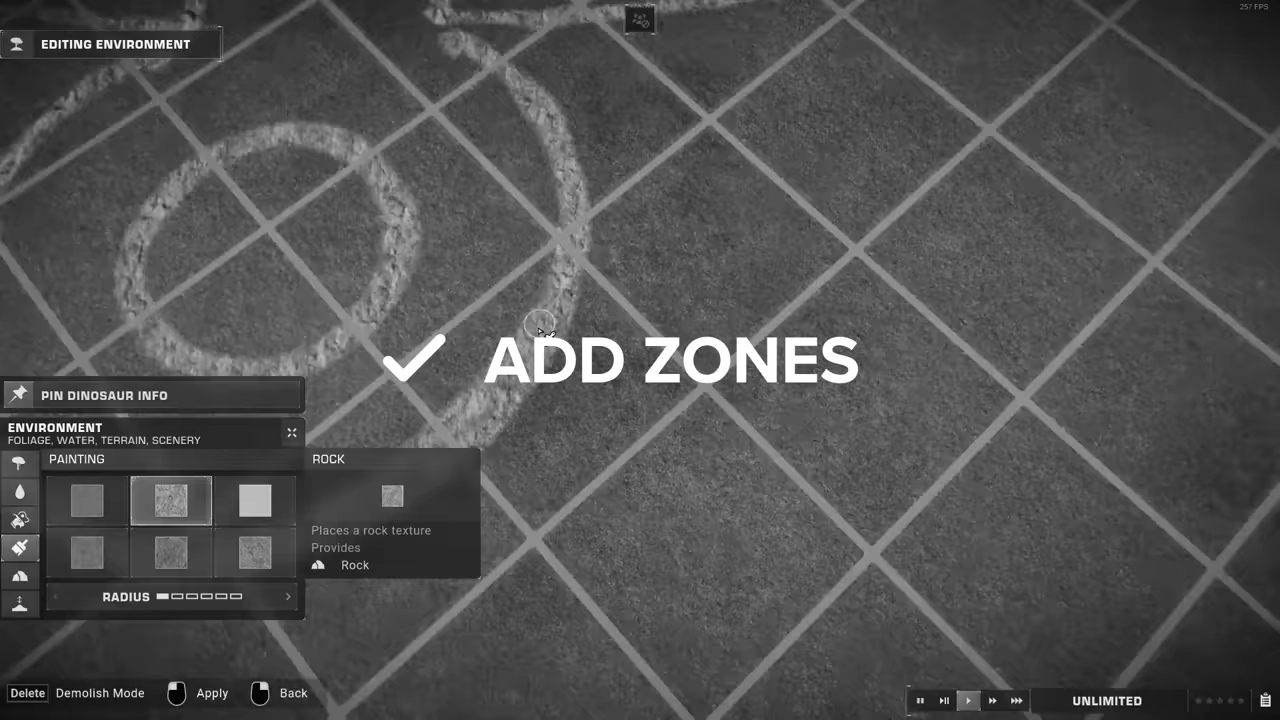 257 FPS
EDITING ENVIRONMENT
ADD ZONES
PIN DINOSAUR INFO
ENVIRONMENT
FOLIAGE, WATER, TERRAIN, SCENERY
PAINTING
ROCK
Places a rock texture
Provides
Rock
RADIUS
Delete Demolish Mode Apply Back
UNLIMITED